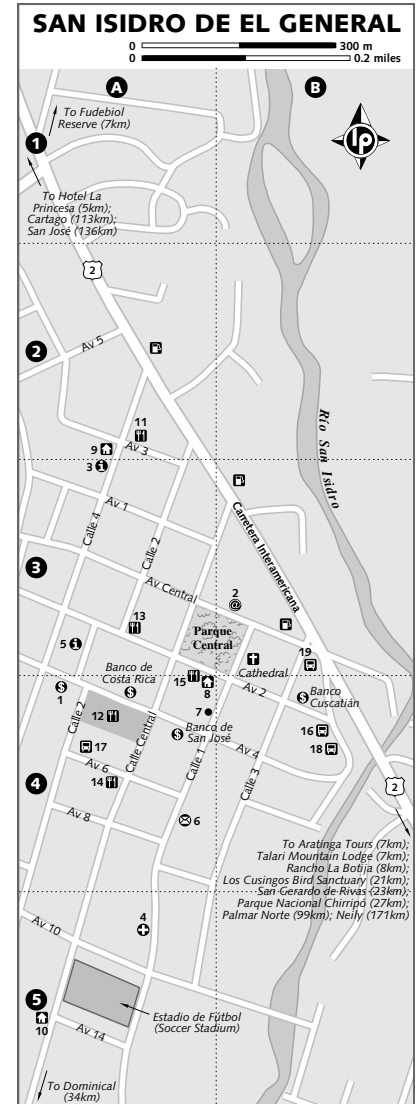 SAN ISIDRO DE EL GENERAL
0 300 m
0 0.2 miles
A
B
1
To Fudebiol
Reserve (7km)
lp
To Hotel La
Princesa (5km);
Cartago (113km);
San José (136km)
2
2
Av 5
11
9
Av 3
3
Río San Isidro
Av 1
Calle 4
Calle 2
Carretera Interamericana
3
Av Central
2
@
13
Parque
Central
19
5
Cathedral
Banco de
Costa Rica
15
8
Av 2
Banco
Cuscatlán
$
1
$
$
Calle 2
12
7
Banco de
San José
$
16
17
Calle Central
Calle 1
Av 4
18
Av 6
Calle 3
4
14
2
Av 8
6
To Aratinga Tours (7km);
Talari Mountain Lodge (7km);
Rancho La Botija (8km);
Los Cusingos Bird Sanctuary (21km);
San Gerardo de Rivas (23km);
Parque Nacional Chirripó (27km);
Palmar Norte (99km); Neily (171km)
4
Av 10
5
10
Estadio de Fútbol
(Soccer Stadium)
Av 14
To Dominical
(34km)